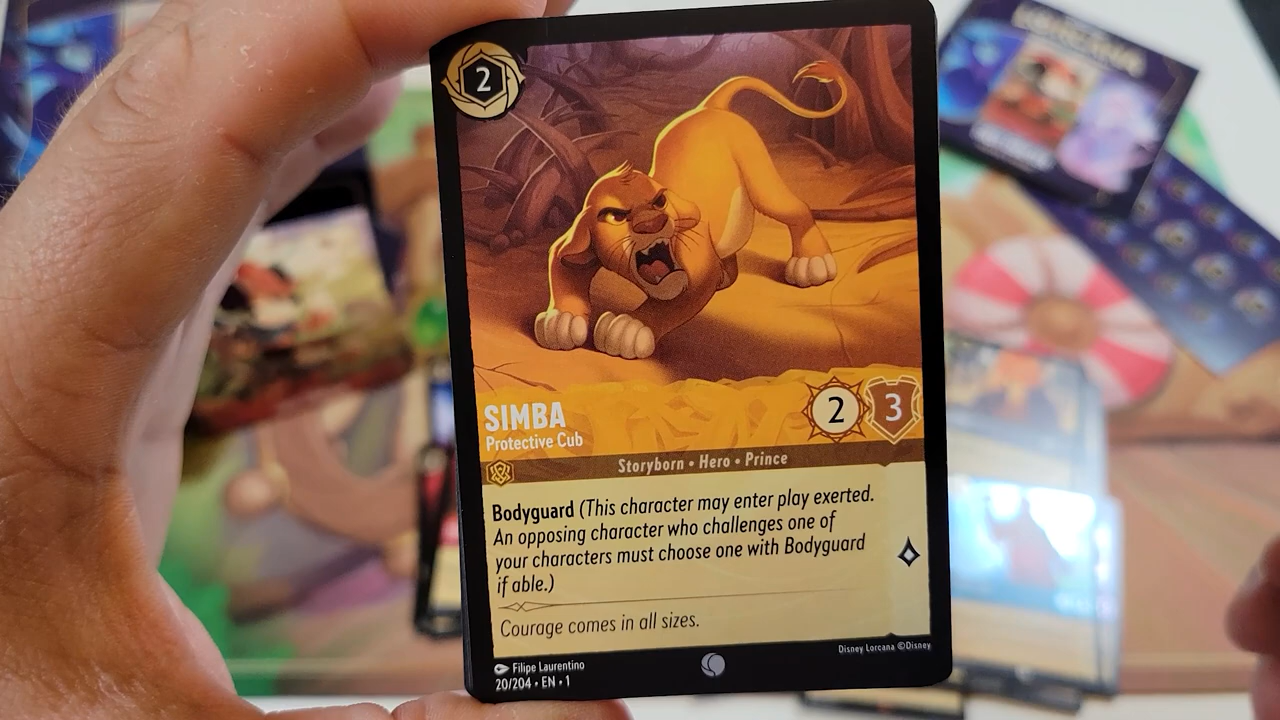 2
SIMBA
Protective Cub
2
3
Storyborn • Hero • Prince
Bodyguard (This character may enter play exerted.
An opposing character who challenges one of
your characters must choose one with Bodyguard
if able.)
Courage comes in all sizes.
Filipe Laurentino
Disney Lorcana ©Disney
20/204 • EN • 1